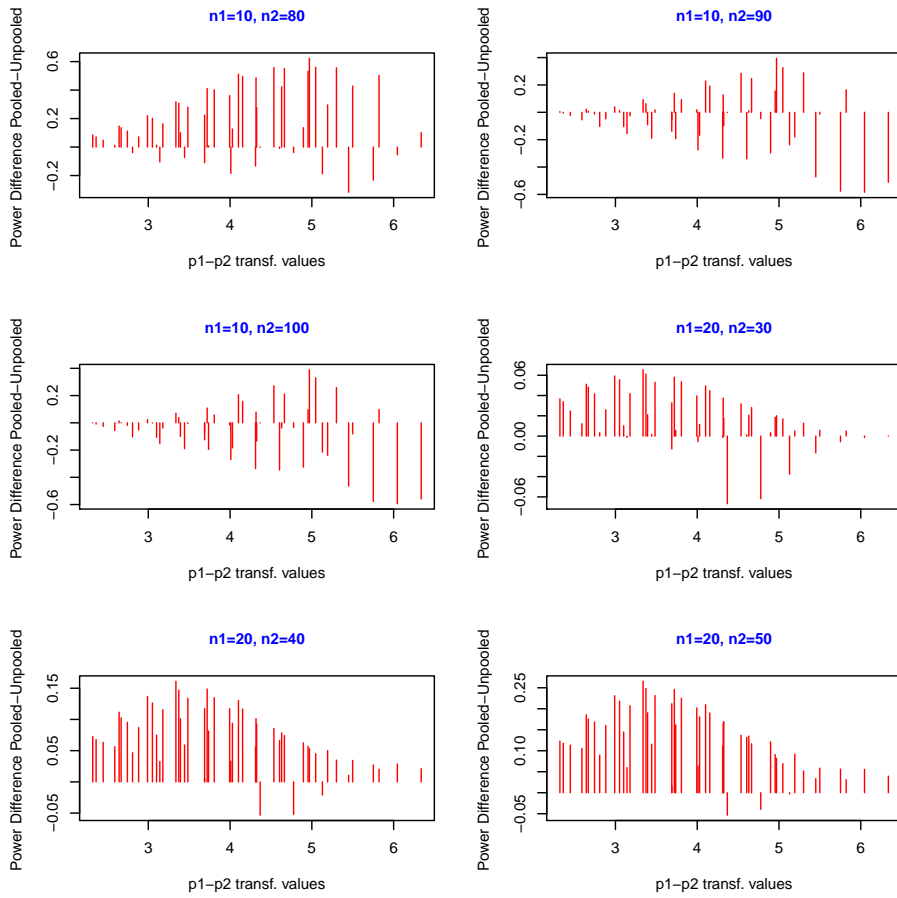 n1=10, n2=80
Power Difference Pooled−Unpooled
0.6
0.2
−0.2
3 4 5 6
p1−p2 transf. values
n1=10, n2=90
Power Difference Pooled−Unpooled
0.2
−0.2
−0.6
3 4 5 6
p1−p2 transf. values
n1=10, n2=100
Power Difference Pooled−Unpooled
0.2
−0.2
−0.6
3 4 5 6
p1−p2 transf. values
n1=20, n2=30
Power Difference Pooled−Unpooled
0.06
0.00
−0.06
3 4 5 6
p1−p2 transf. values
n1=20, n2=40
Power Difference Pooled−Unpooled
0.15
0.05
−0.05
3 4 5 6
p1−p2 transf. values
n1=20, n2=50
Power Difference Pooled−Unpooled
0.25
0.10
−0.05
3 4 5 6
p1−p2 transf. values